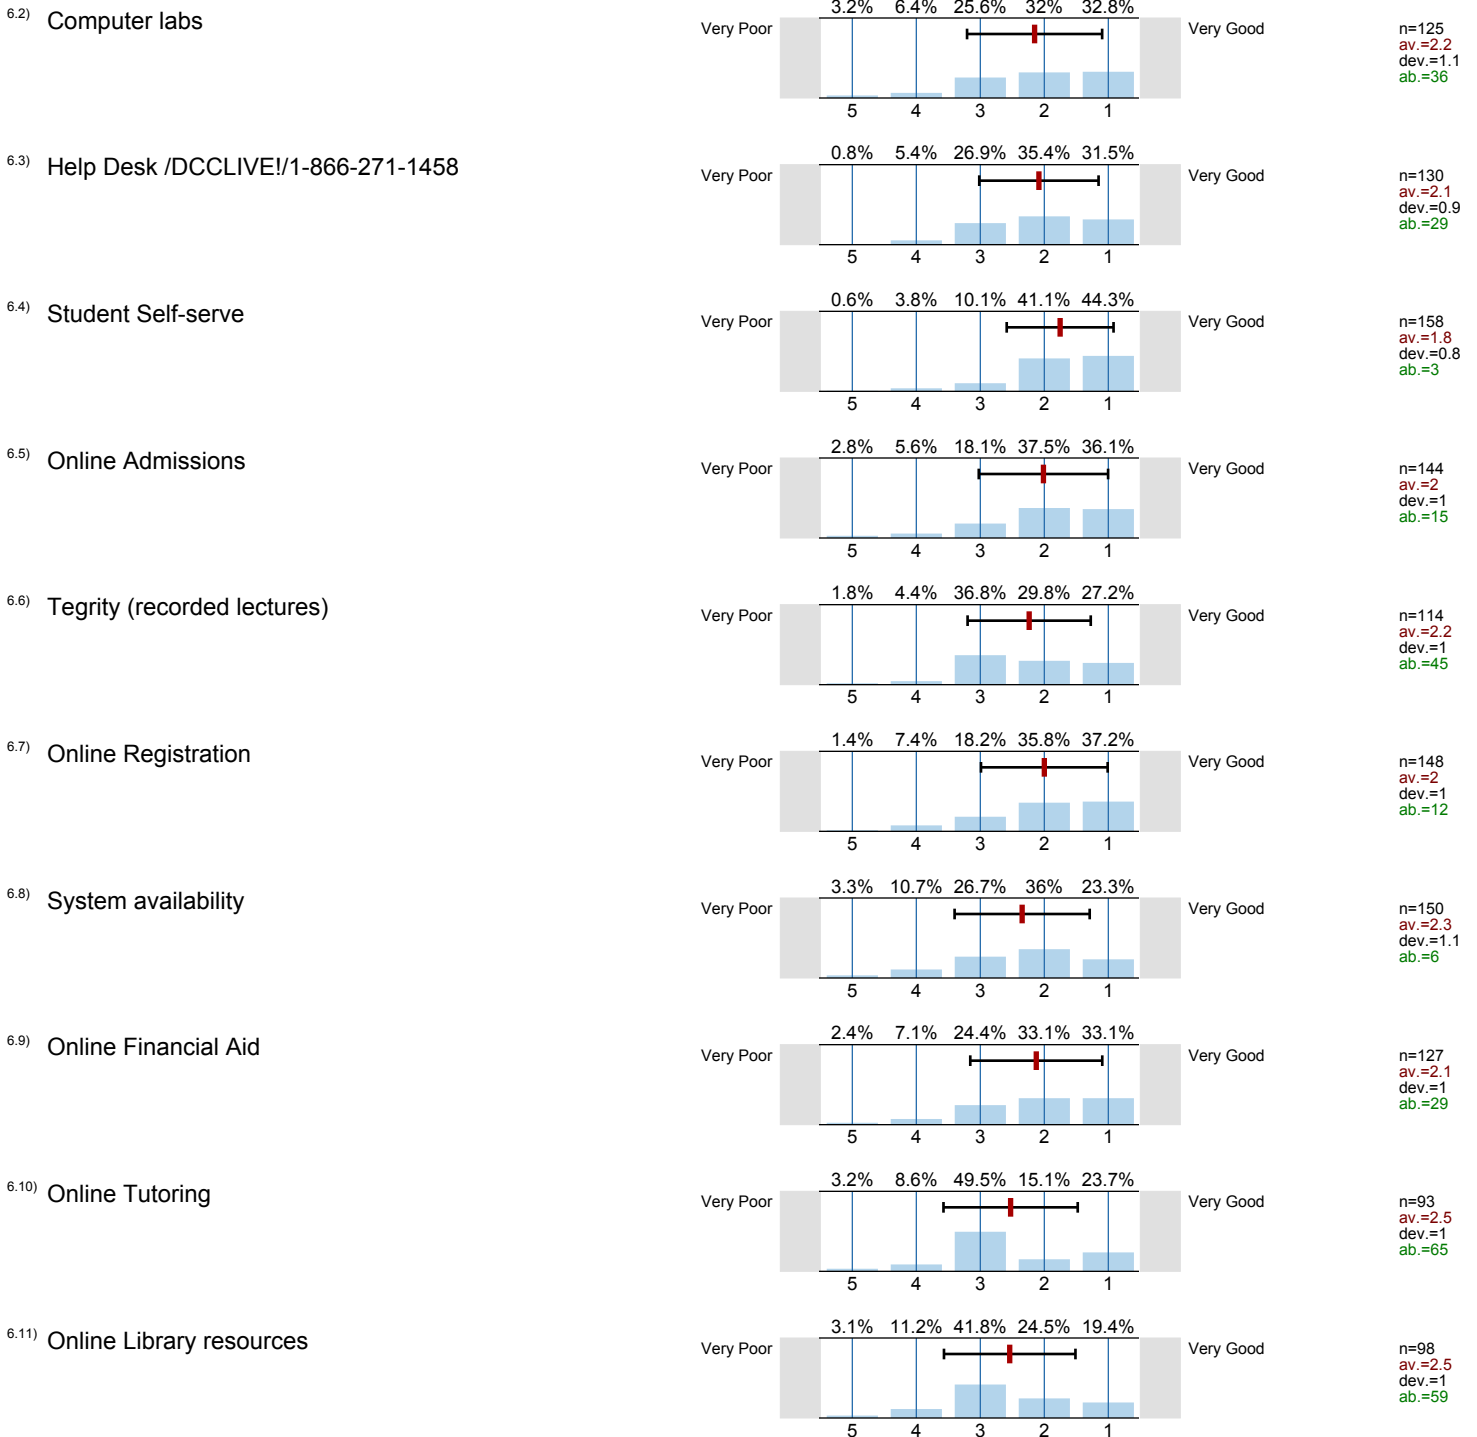 6.2) Computer labs
3.2% 6.4% 25.6% 32% 32.8%
Very Poor Very Good
n=125
av.=2.2
dev.=1.1
ab.=36
5 4 3 2 1
6.3) Help Desk /DCCLIVE!/1-866-271-1458
0.8% 5.4% 26.9% 35.4% 31.5%
Very Poor Very Good
n=130
av.=2.1
dev.=0.9
ab.=29
5 4 3 2 1
6.4) Student Self-serve
0.6% 3.8% 10.1% 41.1% 44.3%
Very Poor Very Good
n=158
av.=1.8
dev.=0.8
ab.=3
5 4 3 2 1
6.5) Online Admissions
2.8% 5.6% 18.1% 37.5% 36.1%
Very Poor Very Good
n=144
av.=2
dev.=1
ab.=15
5 4 3 2 1
6.6) Tegrity (recorded lectures)
1.8% 4.4% 36.8% 29.8% 27.2%
Very Poor Very Good
n=114
av.=2.2
dev.=1
ab.=45
5 4 3 2 1
6.7) Online Registration
1.4% 7.4% 18.2% 35.8% 37.2%
Very Poor Very Good
n=148
av.=2
dev.=1
ab.=12
5 4 3 2 1
6.8) System availability
3.3% 10.7% 26.7% 36% 23.3%
Very Poor Very Good
n=150
av.=2.3
dev.=1.1
ab.=6
5 4 3 2 1
6.9) Online Financial Aid
2.4% 7.1% 24.4% 33.1% 33.1%
Very Poor Very Good
n=127
av.=2.1
dev.=1
ab.=29
5 4 3 2 1
6.10) Online Tutoring
3.2% 8.6% 49.5% 15.1% 23.7%
Very Poor Very Good
n=93
av.=2.5
dev.=1
ab.=65
5 4 3 2 1
6.11) Online Library resources
3.1% 11.2% 41.8% 24.5% 19.4%
Very Poor Very Good
n=98
av.=2.5
dev.=1
ab.=59
5 4 3 2 1